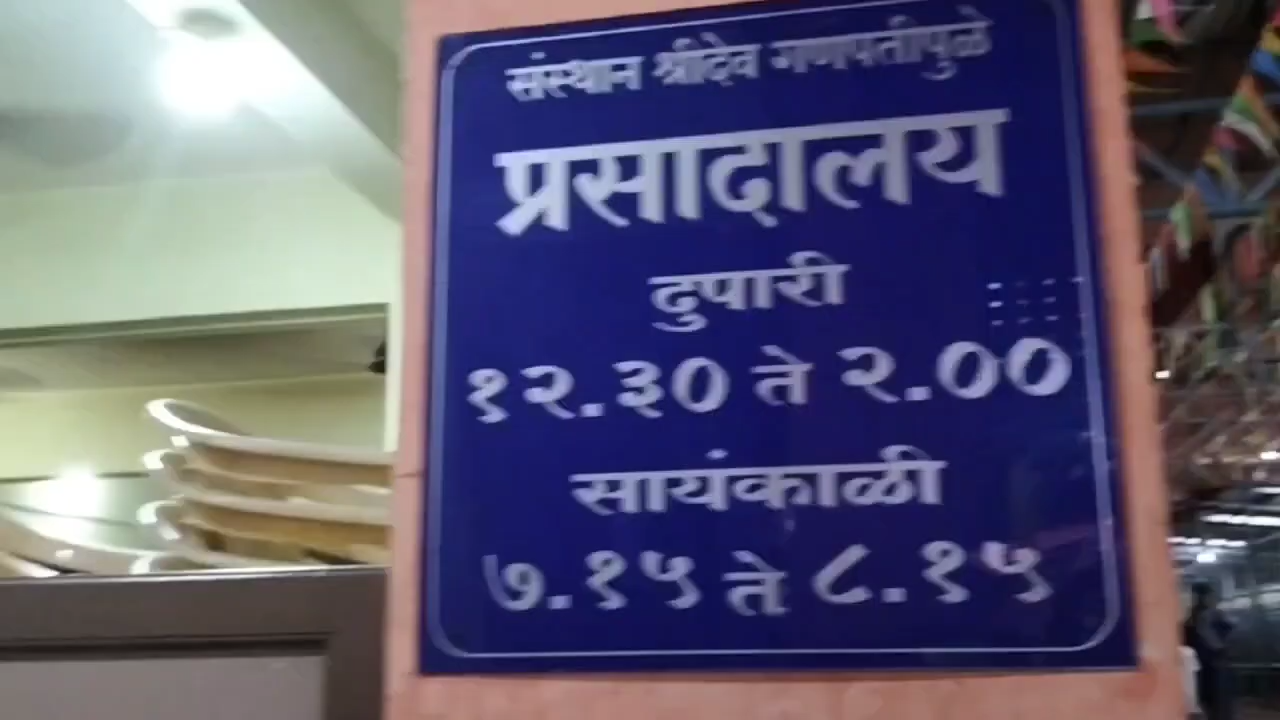 संस्थान श्रीदेव गणपतीपुळे
प्रसादालय
दुपारी
१२.३० ते २.००
सायंकाळी
७.१५ ते ८.१५